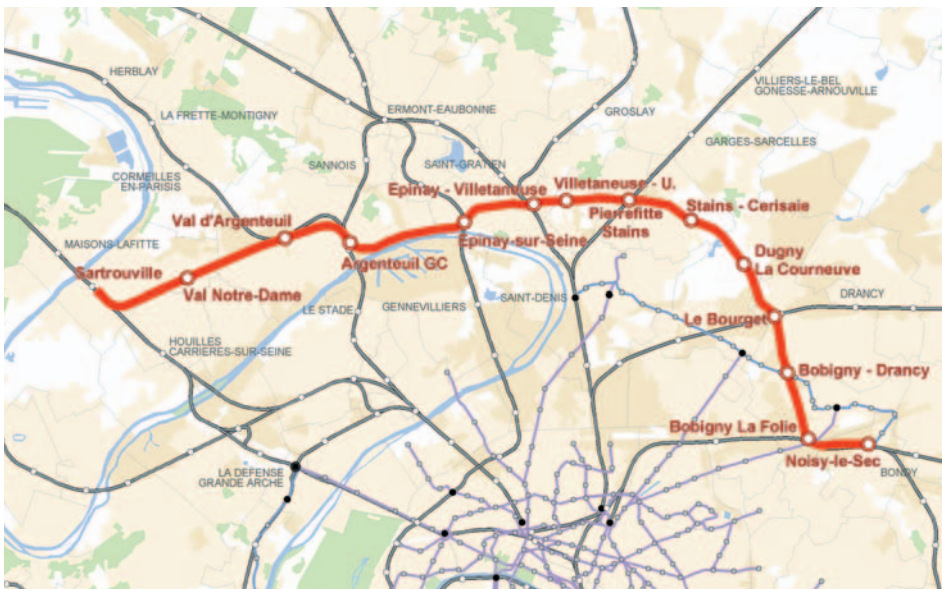 HERBLAY
VILLIERS-LE-BEL
GONESSE-ARNOUVILLE
LA FRETTE-MONTIGNY
ERMONT-EAUBONNE
GROSLAY
GARGES-SARCELLES
SANNOIS
SAINT-GRATIEN
CORMEILLES
EN-PARISIS
Epinay - Villetaneuse
Villetaneuse - U.
Val d'Argenteuil
Pierrefitte
Stains
Stains - Cerisaie
MAISONS-LAFITTE
Sartrouville
Argenteuil GC
Epinay-sur-Seine
Dugny
La Courneuve
Val Notre-Dame
LE STADE
GENNEVILLIERS
SAINT-DENIS
DRANCY
Le Bourget
HOUILLES
CARRIERES-SUR-SEINE
Bobigny - Drancy
Bobigny La Folie
Noisy-le-Sec
LA DEFENSE
GRANDE ARCHE
BONDY